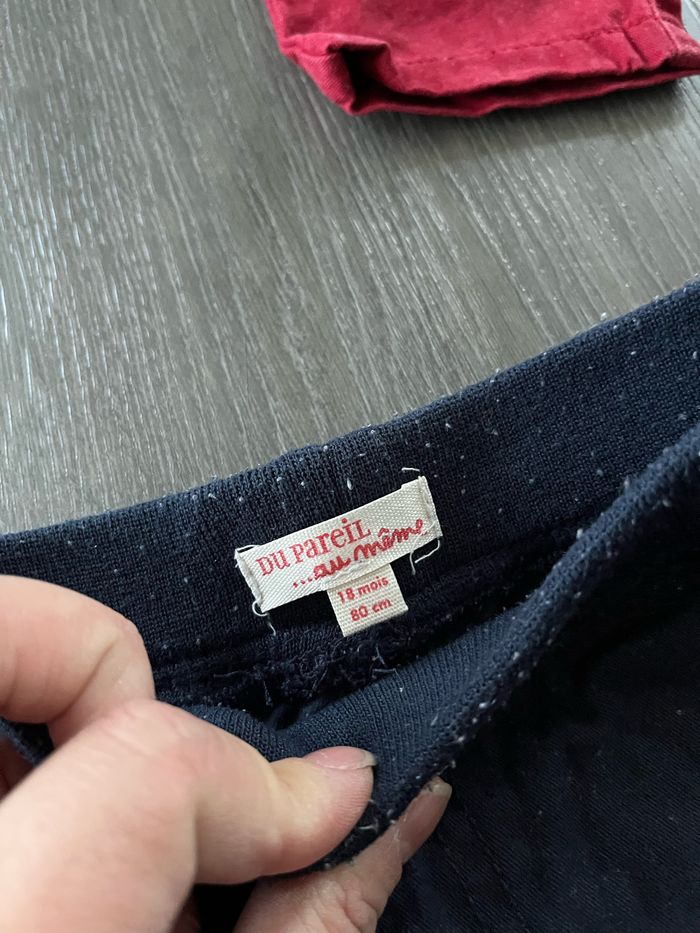 DU PAREIL
...au même
18 mois
80 cm